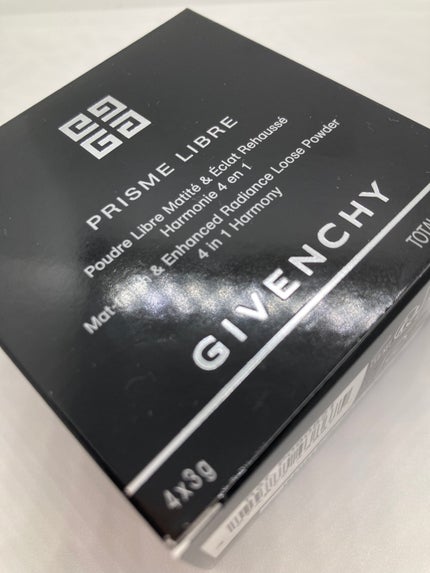 PRISME LIBRE
Poudre Libre Matité & Éclat Rehaussé
Harmonie 4 en 1
& Enhanced Radiance Loose Powder
4 in 1 Harmony
GIVENCHY
TOTAL
4x3g